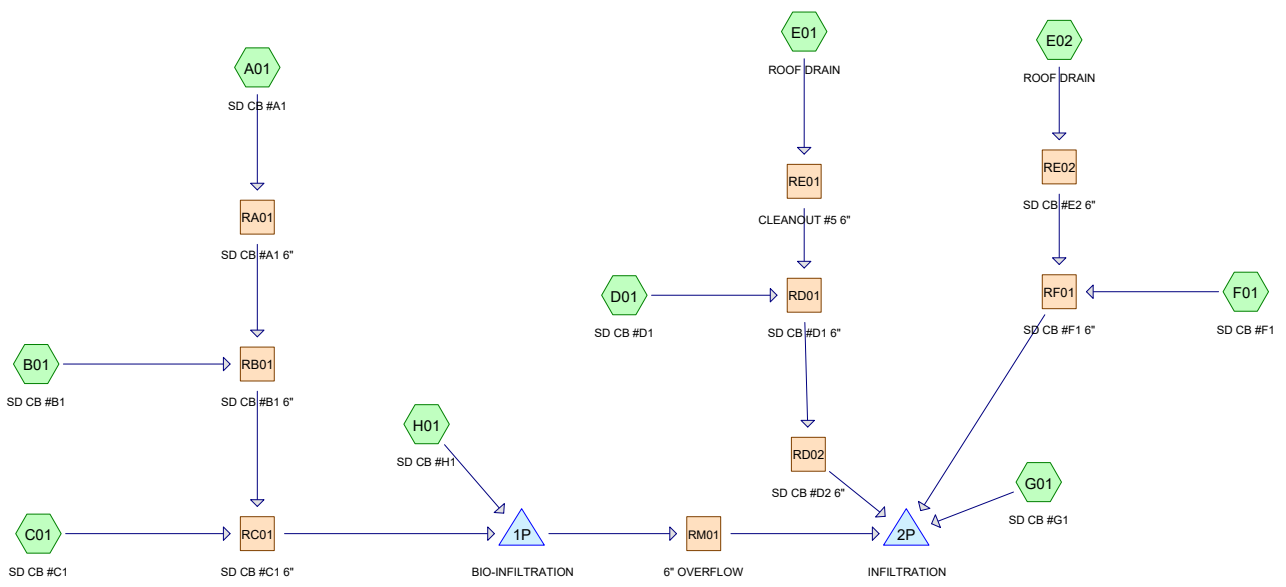 E01
ROOF DRAIN
E02
ROOF DRAIN
A01
SD CB #A1
RE01
CLEANOUT #5 6"
RE02
SD CB #E2 6"
RA01
SD CB #A1 6"
D01
SD CB #D1
RD01
SD CB #D1 6"
RF01
SD CB #F1 6"
F01
SD CB #F1
B01
SD CB #B1
RB01
SD CB #B1 6"
H01
SD CB #H1
RD02
SD CB #D2 6"
G01
SD CB #G1
C01
SD CB #C1
RC01
SD CB #C1 6"
1P
BIO-INFILTRATION
RM01
6" OVERFLOW
2P
INFILTRATION